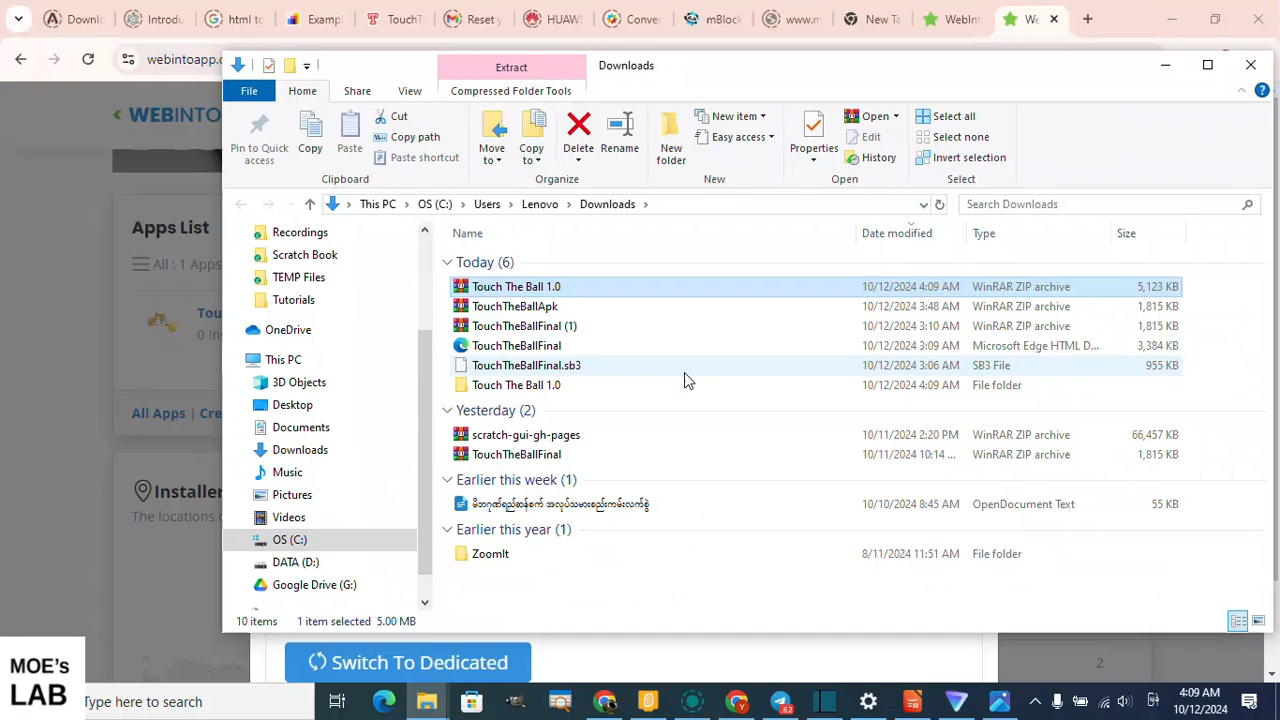 Downlo
Introdu
html to
Exampl
TouchT
Reset y
HUAW
Conver
mBlock
www.m
New Ta
WebInt
We
webintoapp.c
WEBINTO
Apps List
All : 1 Apps
Tou
0 In
All Apps | Cre
Installer
The locations o
Switch To Dedicated
2
Extract
Downloads
File
Home
Share
View
Compressed Folder Tools
Pin to Quick access
Copy
Paste
Cut
Copy path
Paste shortcut
Clipboard
Move to
Copy to
Delete
Rename
Organize
New folder
New item
Easy access
New
Properties
Open
Edit
History
Open
Select all
Select none
Invert selection
Select
This PC > OS (C:) > Users > Lenovo > Downloads >
Search Downloads
Recordings
Scratch Book
TEMP Files
Tutorials
OneDrive
This PC
3D Objects
Desktop
Documents
Downloads
Music
Pictures
Videos
OS (C:)
DATA (D:)
Google Drive (G:)
Name Date modified Type Size
Today (6)
Touch The Ball 1.0 10/12/2024 4:09 AM WinRAR ZIP archive 5,123 KB
TouchTheBallApk 10/12/2024 3:48 AM WinRAR ZIP archive 1,815 KB
TouchTheBallFinal (1) 10/12/2024 3:10 AM WinRAR ZIP archive 1,815 KB
TouchTheBallFinal 10/12/2024 3:09 AM Microsoft Edge HTML D... 3,384 KB
TouchTheBallFinal.sb3 10/12/2024 3:06 AM SB3 File 955 KB
Touch The Ball 1.0 10/12/2024 4:09 AM File folder
Yesterday (2)
scratch-gui-gh-pages 10/11/2024 2:20 PM WinRAR ZIP archive 66,457 KB
TouchTheBallFinal 10/11/2024 10:14 ... WinRAR ZIP archive 1,815 KB
Earlier this week (1)
10/10/2024 8:45 AM OpenDocument Text 55 KB
Earlier this year (1)
ZoomIt 8/11/2024 11:51 AM File folder
10 items 1 item selected 5.00 MB
MOE's
LAB
Type here to search
62
4:09 AM
10/12/2024